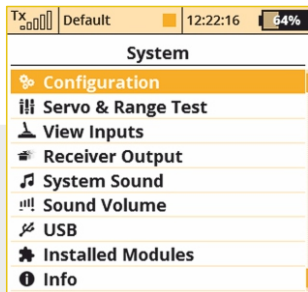 Tx Default 12:22:16 64%
System
Configuration
Servo & Range Test
View Inputs
Receiver Output
System Sound
Sound Volume
USB
Installed Modules
Info